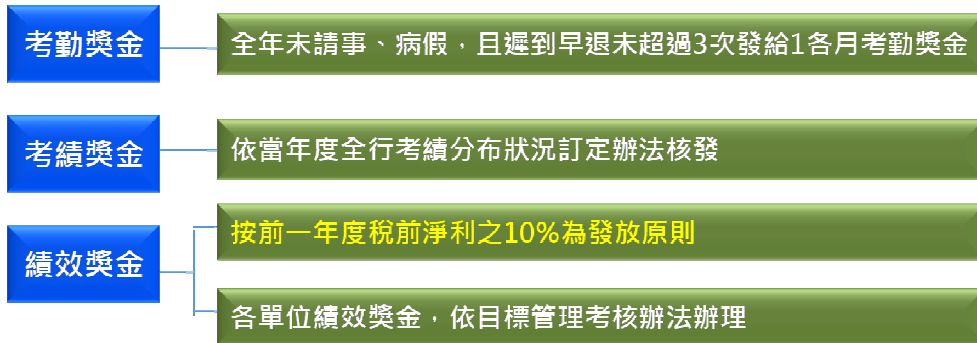 考勤獎金
全年未請事、病假，且遲到早退未超過3次發給1各月考勤獎金
考績獎金
依當年度全行考績分布狀況訂定辦法核發
績效獎金
按前一年度稅前淨利之10%為發放原則
各單位績效獎金，依目標管理考核辦法辦理